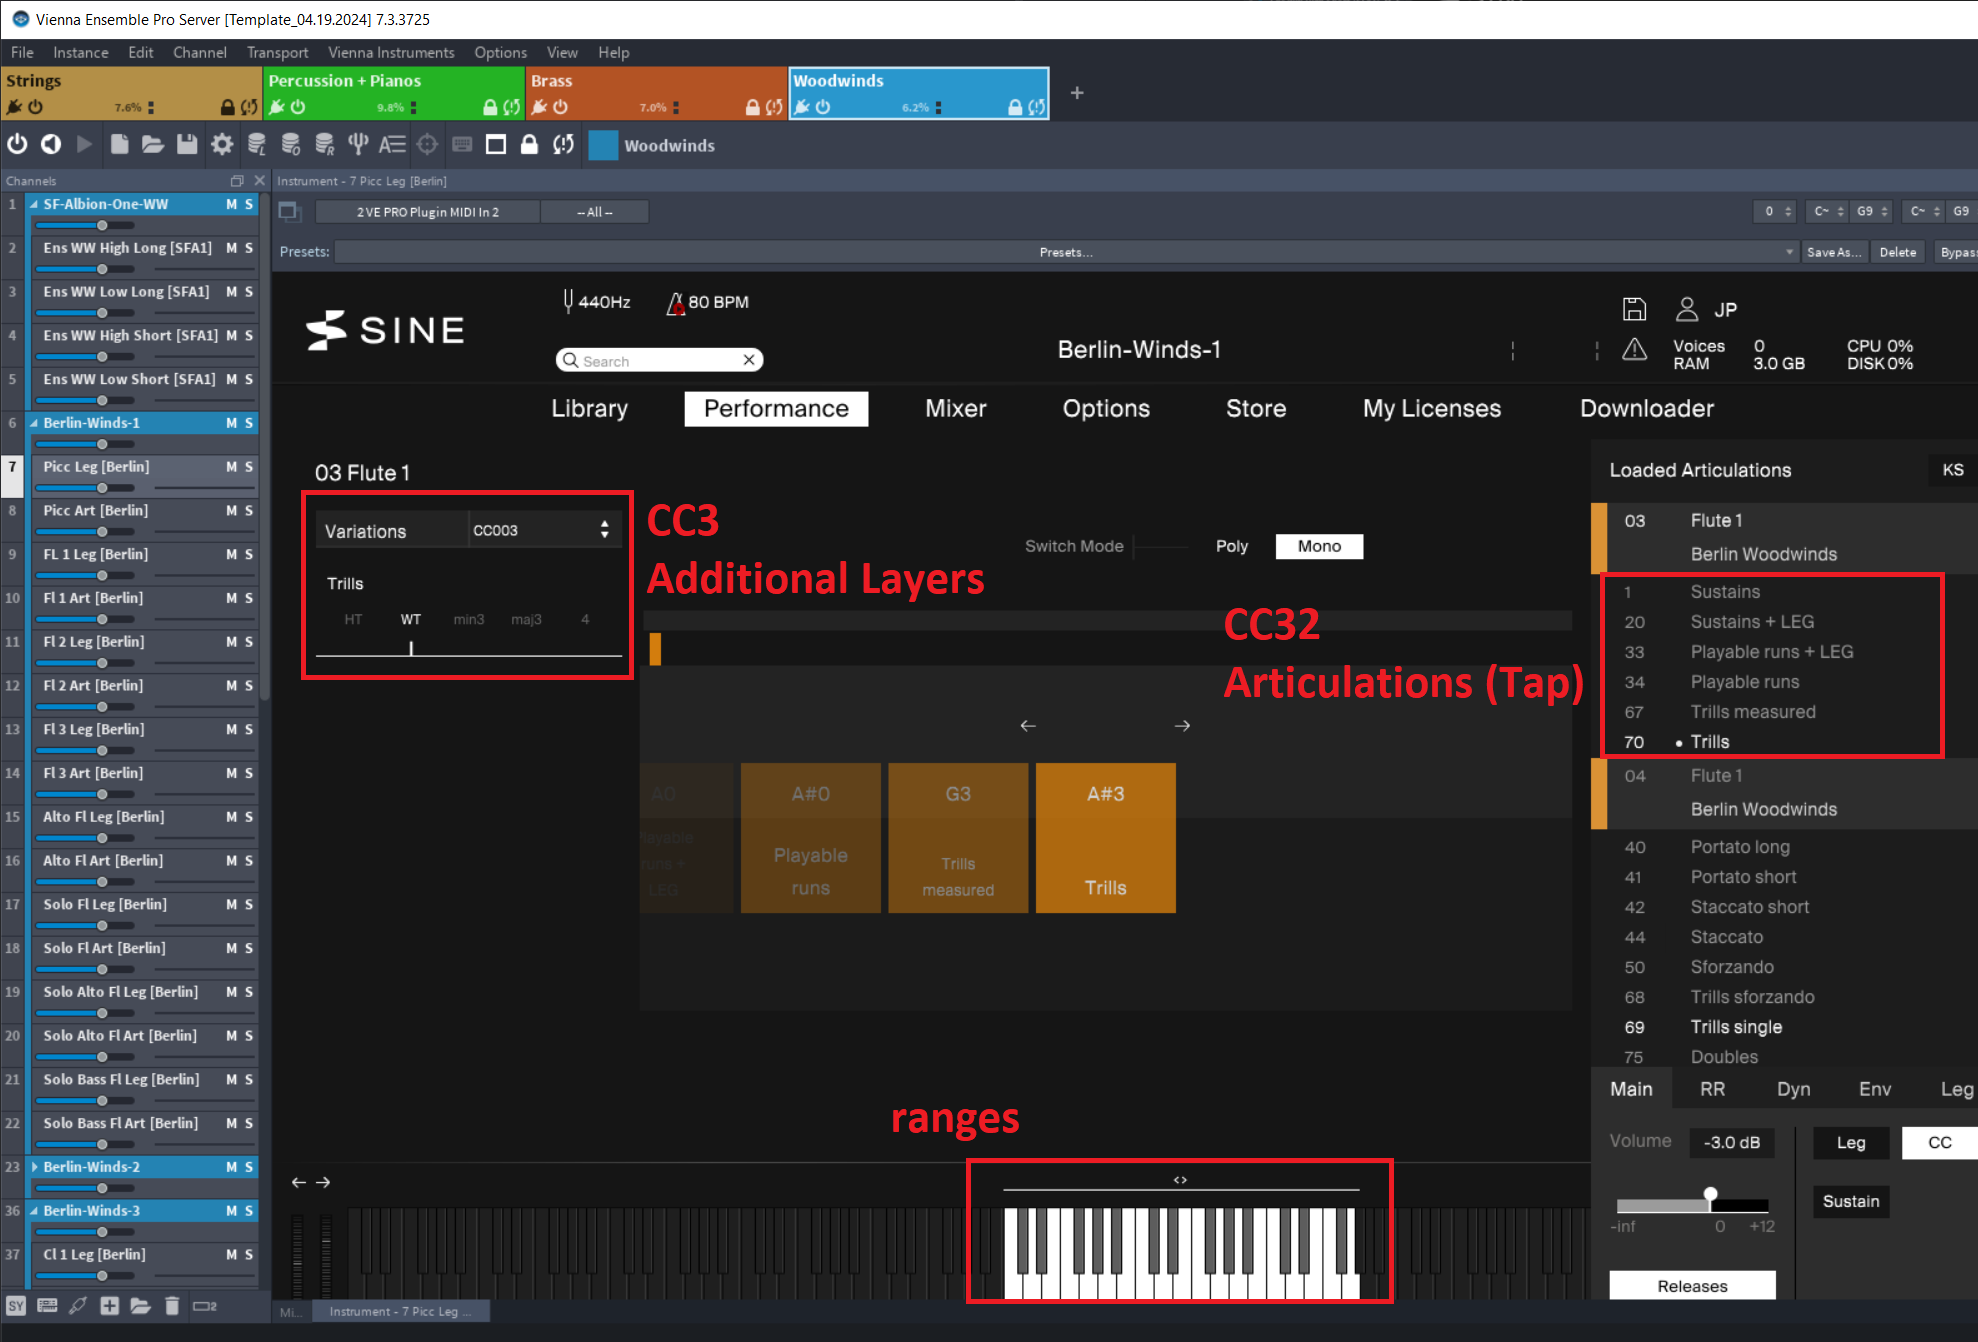 Vienna Ensemble Pro Server [Template_04.19.2024] 7.3.3725
File Instance Edit Channel Transport Vienna Instruments Options View Help
Strings
7.6%
Percussion + Pianos
9.8%
Brass
7.0%
Woodwinds
6.2%
+
L O R A
Woodwinds
Channels
Instrument - 7 Picc Leg [Berlin]
1 SF-Albion-One-WW M S
2 Ens WW High Long [SFA1] M S
3 Ens WW Low Long [SFA1] M S
4 Ens WW High Short [SFA1] M S
5 Ens WW Low Short [SFA1] M S
6 Berlin-Winds-1 M S
7 Picc Leg [Berlin] M S
8 Picc Art [Berlin] M S
9 FL 1 Leg [Berlin] M S
10 Fl 1 Art [Berlin] M S
11 Fl 2 Leg [Berlin] M S
12 Fl 2 Art [Berlin] M S
13 Fl 3 Leg [Berlin] M S
14 Fl 3 Art [Berlin] M S
15 Alto Fl Leg [Berlin] M S
16 Alto Fl Art [Berlin] M S
17 Solo Fl Leg [Berlin] M S
18 Solo Fl Art [Berlin] M S
19 Solo Alto Fl Leg [Berlin] M S
20 Solo Alto Fl Art [Berlin] M S
21 Solo Bass Fl Leg [Berlin] M S
22 Solo Bass Fl Art [Berlin] M S
23 Berlin-Winds-2 M S
36 Berlin-Winds-3 M S
37 Cl 1 Leg [Berlin] M S
SY
2
2 VE PRO Plugin MIDI In 2 -- All --
0 C~ G9 C~ G9
Presets: Presets... Save As... Delete Bypass
SINE
440Hz 80 BPM
Search
Berlin-Winds-1
JP
Voices 0 CPU 0%
RAM 3.0 GB DISK 0%
Library Performance Mixer Options Store My Licenses Downloader
03 Flute 1
Variations CC003
Trills
HT WT min3 maj3 4
CC3
Additional Layers
Switch Mode Poly Mono
CC32
Articulations (Tap)
A0
Playable
runs +
LEG
A#0
Playable
runs
G3
Trills
measured
A#3
Trills
Loaded Articulations KS
03 Flute 1
Berlin Woodwinds
1 Sustains
20 Sustains + LEG
33 Playable runs + LEG
34 Playable runs
67 Trills measured
70 Trills
04 Flute 1
Berlin Woodwinds
40 Portato long
41 Portato short
42 Staccato short
44 Staccato
50 Sforzando
68 Trills sforzando
69 Trills single
75 Doubles
Main RR Dyn Env Leg
Volume -3.0 dB
Leg CC
-inf 0 +12
Sustain
Releases
ranges
Mi... Instrument - 7 Picc Leg ...